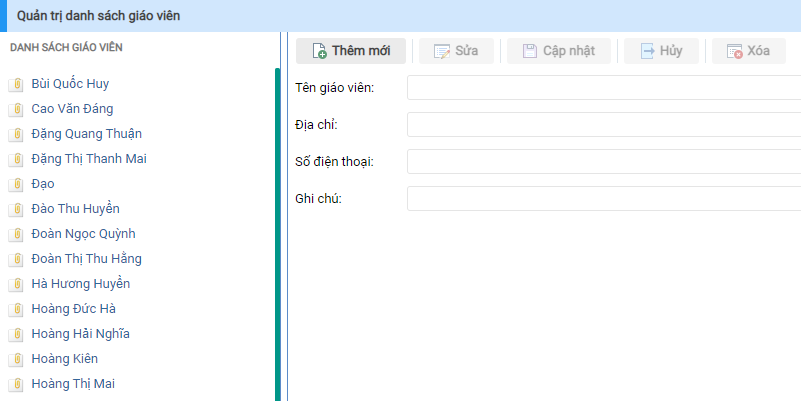 Quản trị danh sách giáo viên
DANH SÁCH GIÁO VIÊN
Bùi Quốc Huy
Cao Văn Đáng
Đặng Quang Thuận
Đặng Thị Thanh Mai
Đạo
Đào Thu Huyền
Đoàn Ngọc Quỳnh
Đoàn Thị Thu Hằng
Hà Hương Huyền
Hoàng Đức Hà
Hoàng Hải Nghĩa
Hoàng Kiên
Hoàng Thị Mai
Thêm mới Sửa Cập nhật Hủy Xóa
Tên giáo viên:
Địa chỉ:
Số điện thoại:
Ghi chú: